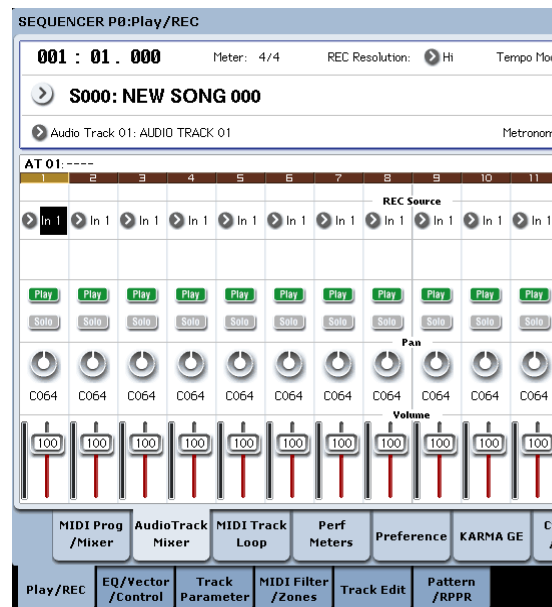 SEQUENCER P0:Play/REC
001 : 01 . 000 Meter: 4/4 REC Resolution: Hi Tempo Mod
S000: NEW SONG 000
Audio Track 01: AUDIO TRACK 01 Metronom
AT 01:----
1 2 3 4 5 6 7 8 9 10 11
REC Source
In 1 In 1 In 1 In 1 In 1 In 1 In 1 In 1 In 1 In 1 In 1
Play Play Play Play Play Play Play Play Play Play Play
Solo Solo Solo Solo Solo Solo Solo Solo Solo Solo Solo
Pan
C064 C064 C064 C064 C064 C064 C064 C064 C064 C064 C064
Volume
100 100 100 100 100 100 100 100 100 100 100
MIDI Prog /Mixer AudioTrack Mixer MIDI Track Loop Perf Meters Preference KARMA GE C /
Play/REC EQ/Vector /Control Track Parameter MIDI Filter /Zones Track Edit Pattern /RPPR